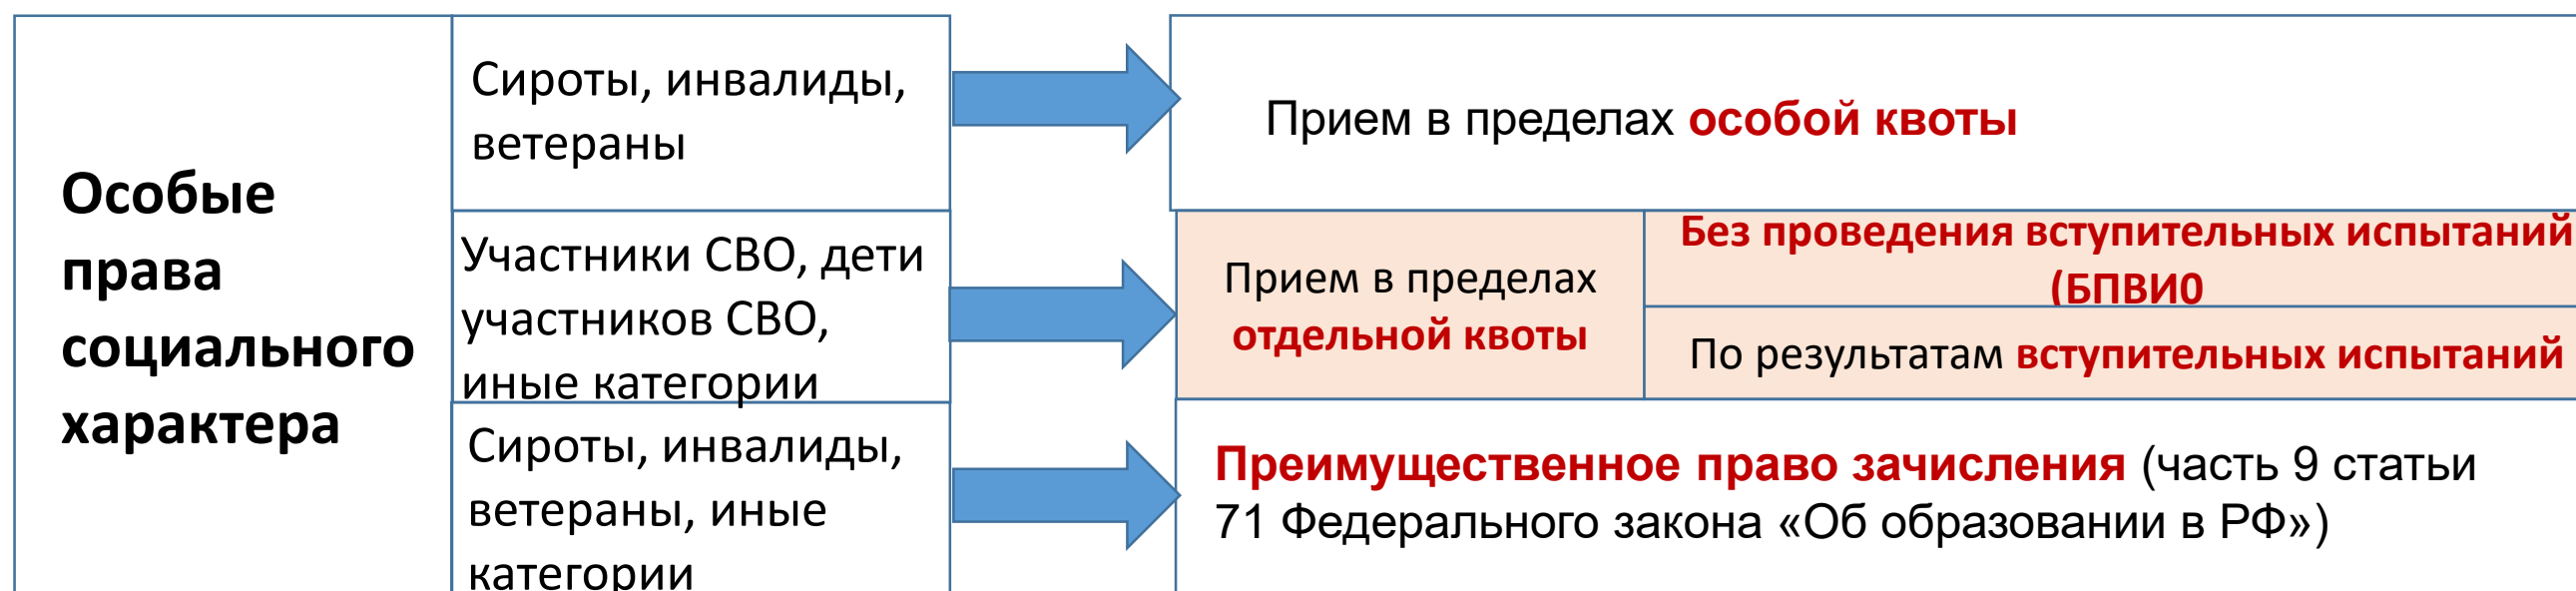 Особые
права
социального
характера
Сироты, инвалиды,
ветераны
Прием в пределах особой квоты
Участники СВО, дети
участников СВО,
иные категории
Прием в пределах
отдельной квоты
Без проведения вступительных испытаний
(БПВИ0
По результатам вступительных испытаний
Сироты, инвалиды,
ветераны, иные
категории
Преимущественное право зачисления (часть 9 статьи
71 Федерального закона «Об образовании в РФ»)